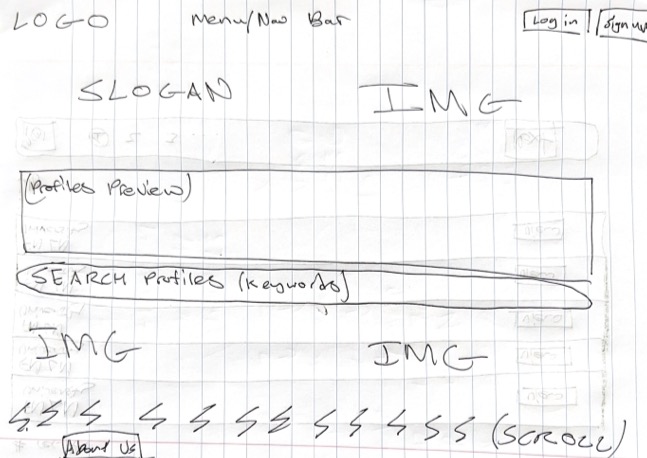 LOGO Menu/Nav Bar Log in Sign up
SLOGAN IMG
(Profiles Preview)
SEARCH Profiles (Keywords)
IMG IMG
(SCROLL)
About Us